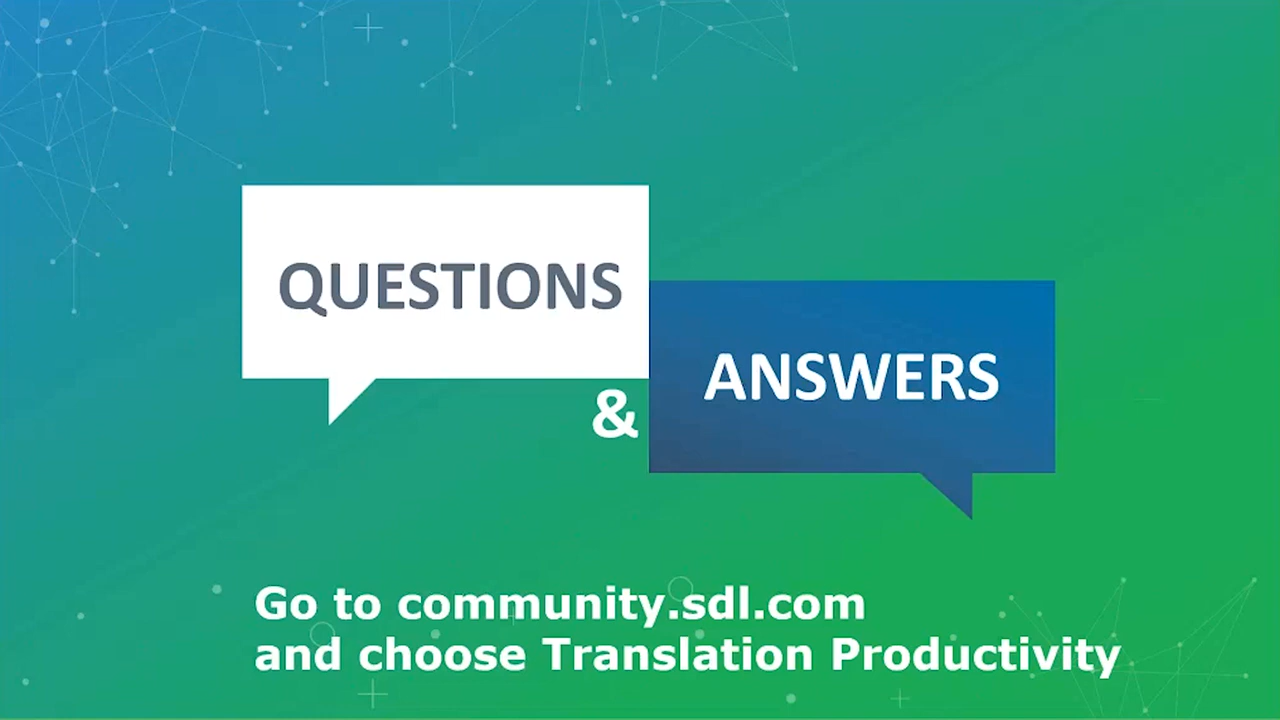 QUESTIONS
&
ANSWERS
Go to community.sdl.com
and choose Translation Productivity